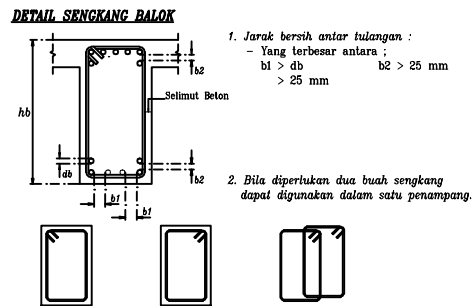 DETAIL SENGKANG BALOK
1. Jarak bersih antar tulangan :
- Yang terbesar antara ;
b1 > db b2 > 25 mm
> 25 mm
b2
hb
Selimut Beton
db
b2
b1
b1
2. Bila diperlukan dua buah sengkang
dapat digunakan dalam satu penampang.